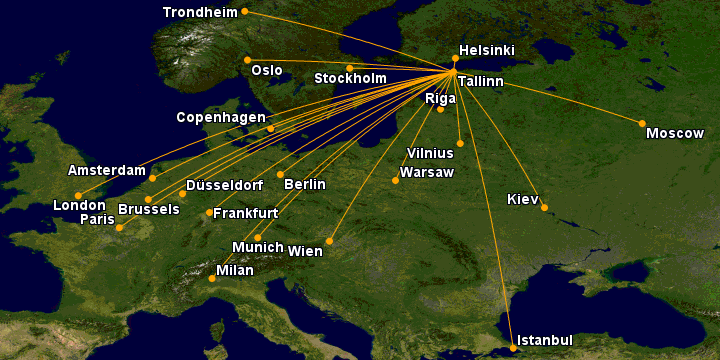 Trondheim
Helsinki
Oslo
Stockholm
Tallinn
Riga
Copenhagen
Moscow
Vilnius
Amsterdam
Warsaw
Düsseldorf
Berlin
London
Brussels
Kiev
Paris
Frankfurt
Munich
Wien
Milan
Istanbul